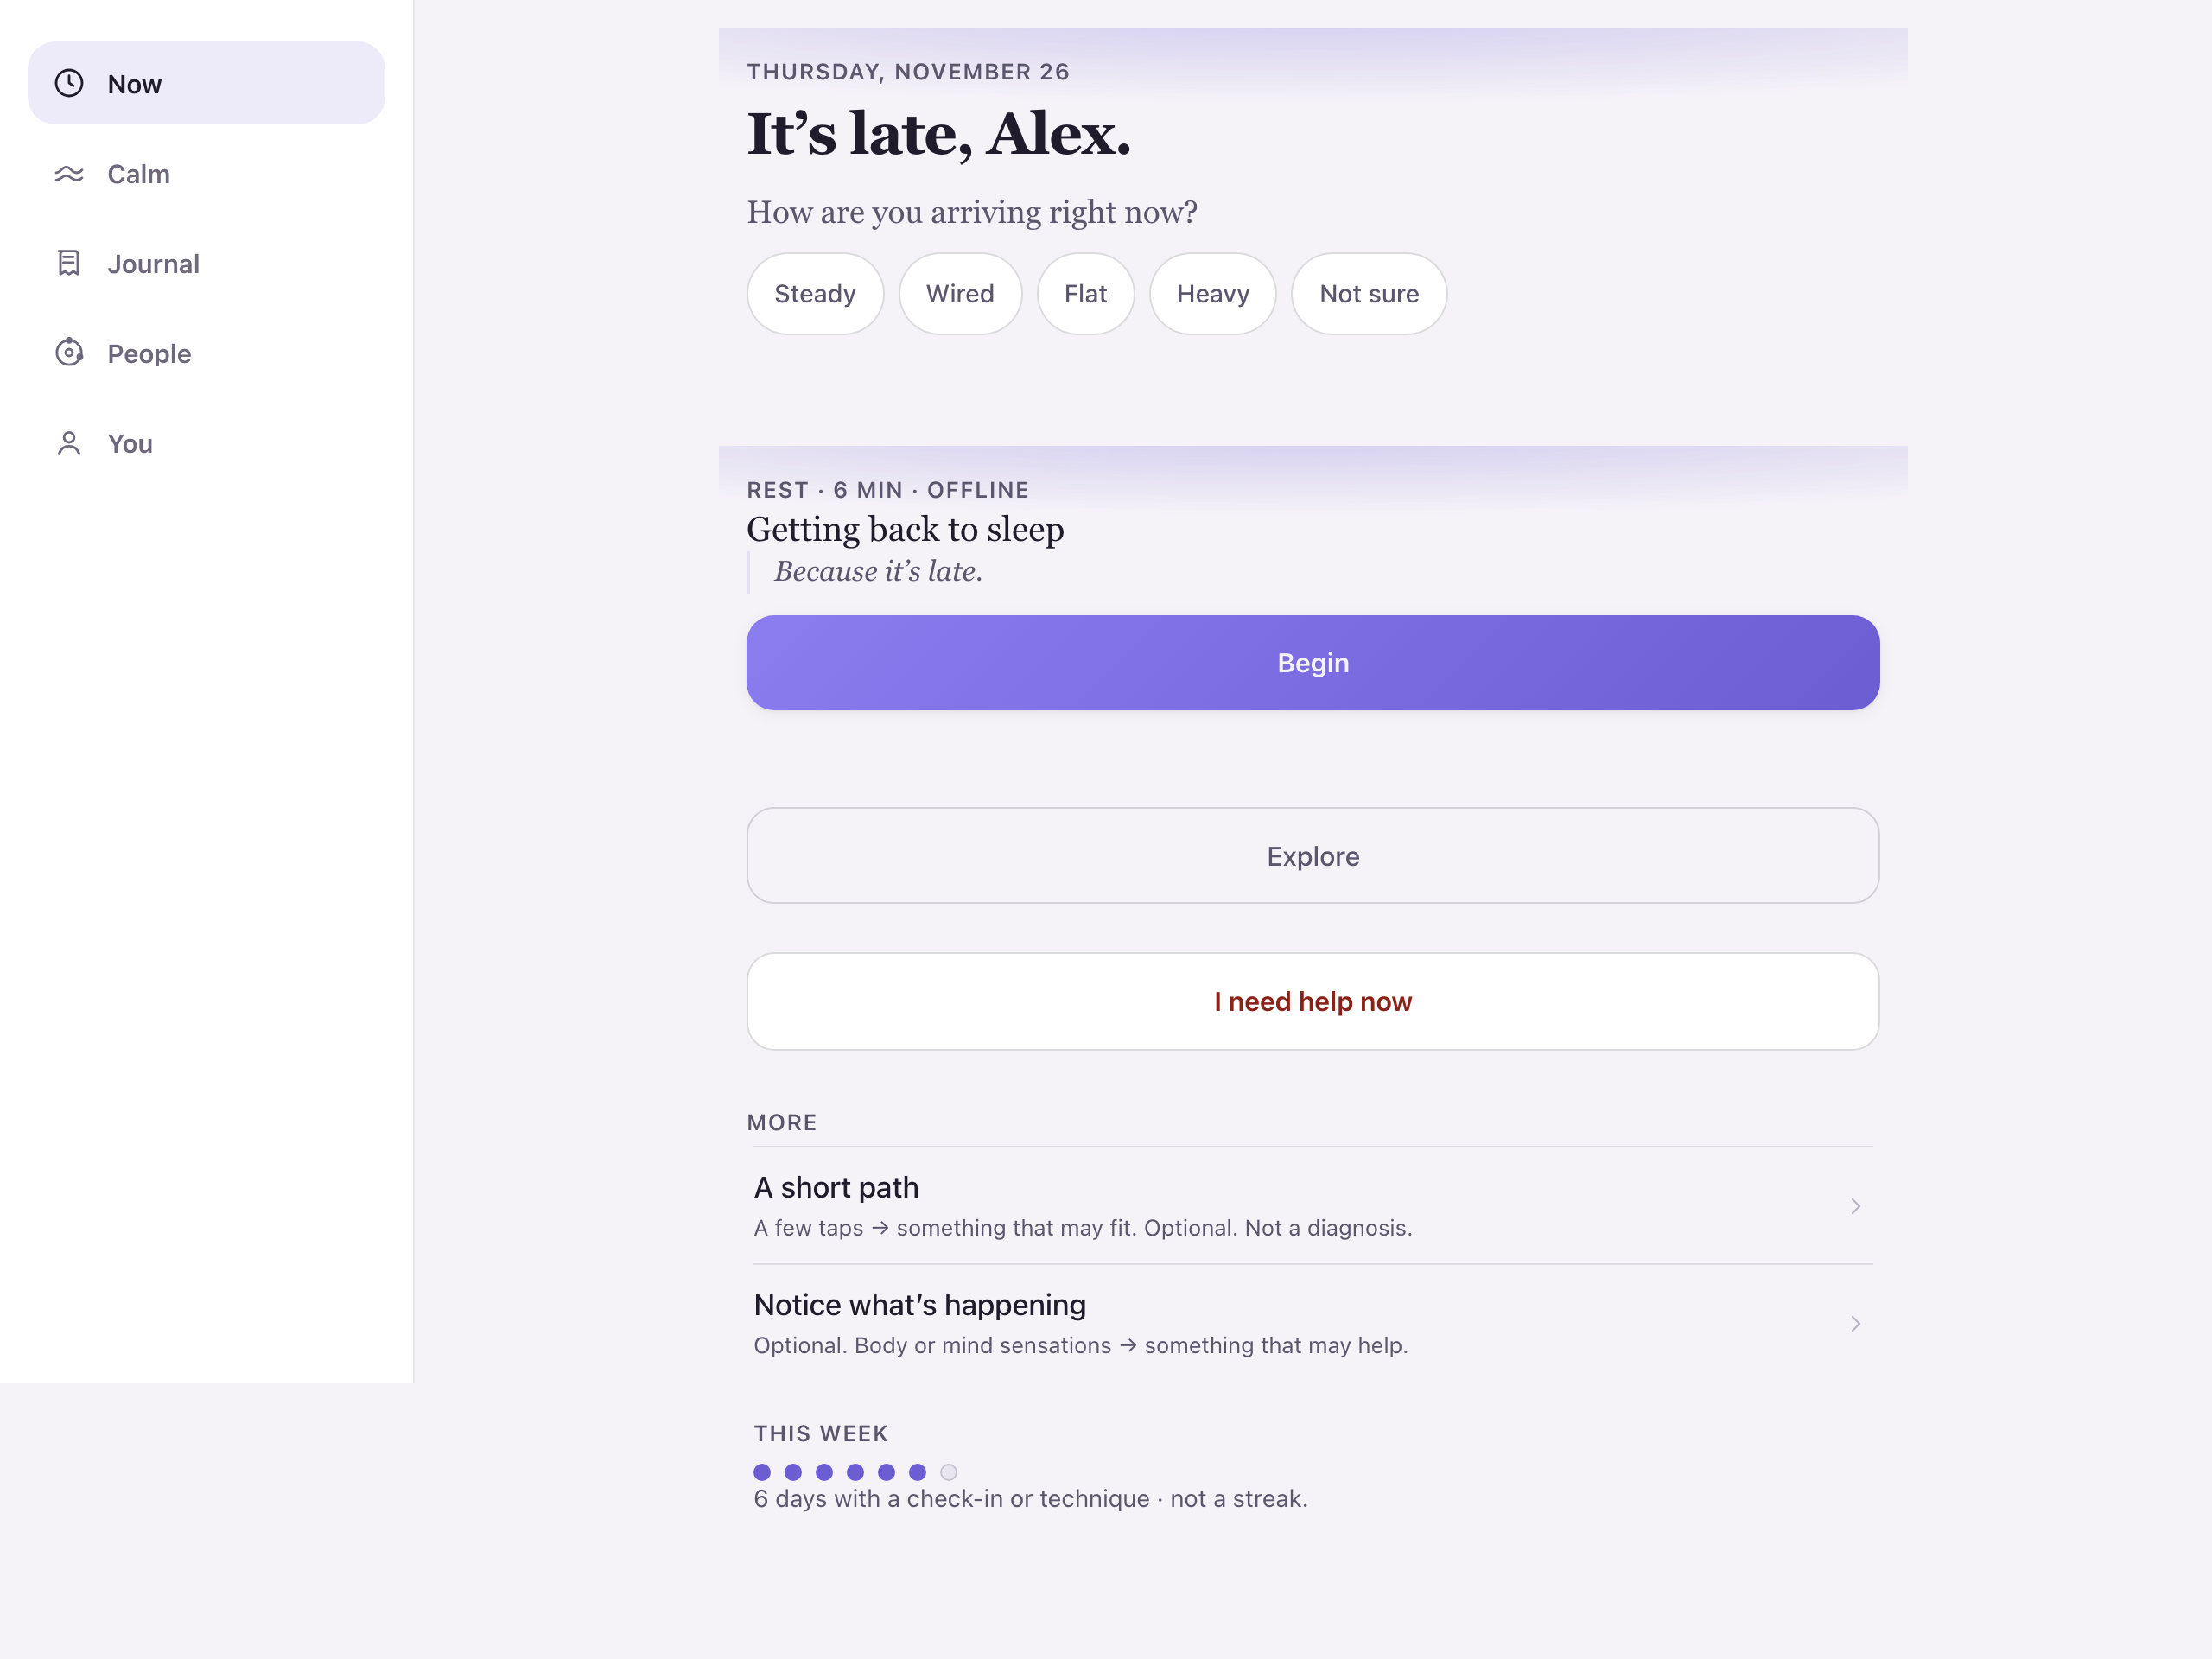 Now
Calm
Journal
People
You
THURSDAY, NOVEMBER 26
It’s late, Alex.
How are you arriving right now?
Steady
Wired
Flat
Heavy
Not sure
REST · 6 MIN · OFFLINE
Getting back to sleep
Because it’s late.
Begin
Explore
I need help now
MORE
A short path
A few taps → something that may fit. Optional. Not a diagnosis.
Notice what’s happening
Optional. Body or mind sensations → something that may help.
THIS WEEK
6 days with a check-in or technique · not a streak.